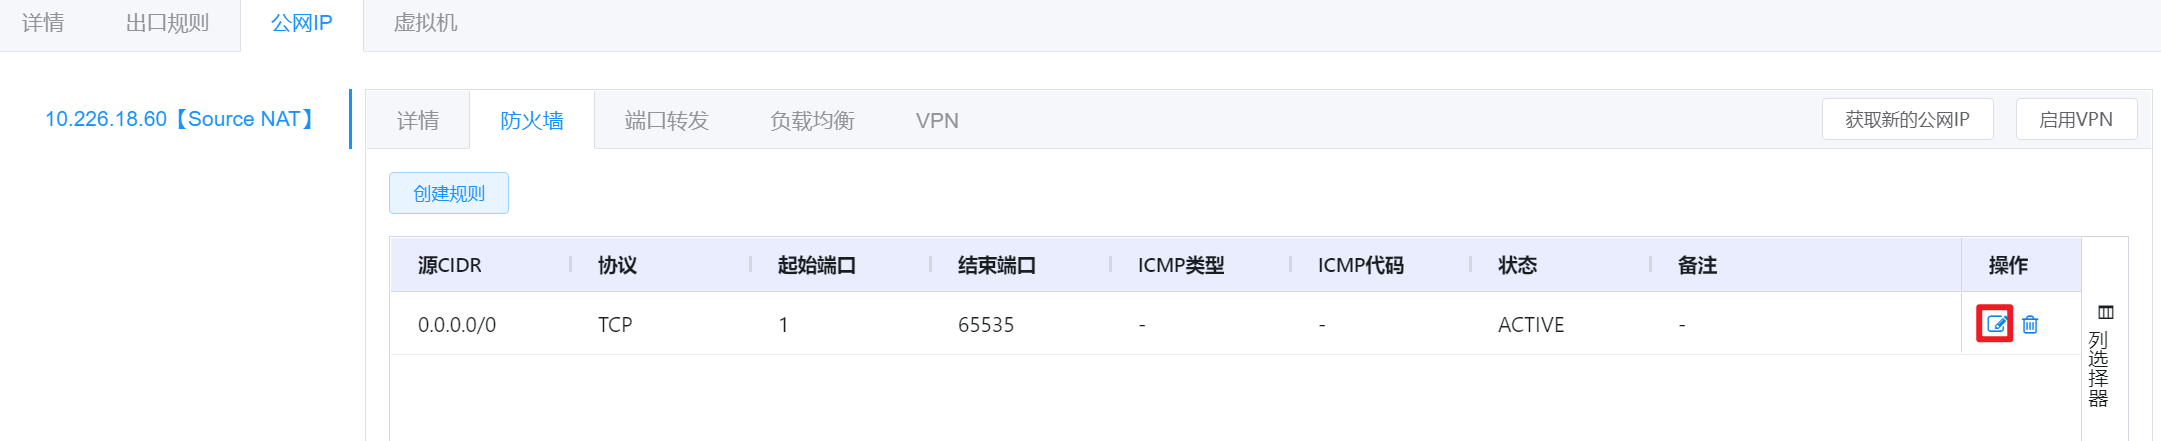 详情 出口规则 公网IP 虚拟机
10.226.18.60【Source NAT】
详情 防火墙 端口转发 负载均衡 VPN 获取新的公网IP 启用VPN
创建规则
源CIDR 协议 起始端口 结束端口 ICMP类型 ICMP代码 状态 备注 操作
0.0.0.0/0 TCP 1 65535 - - ACTIVE -
列选择器